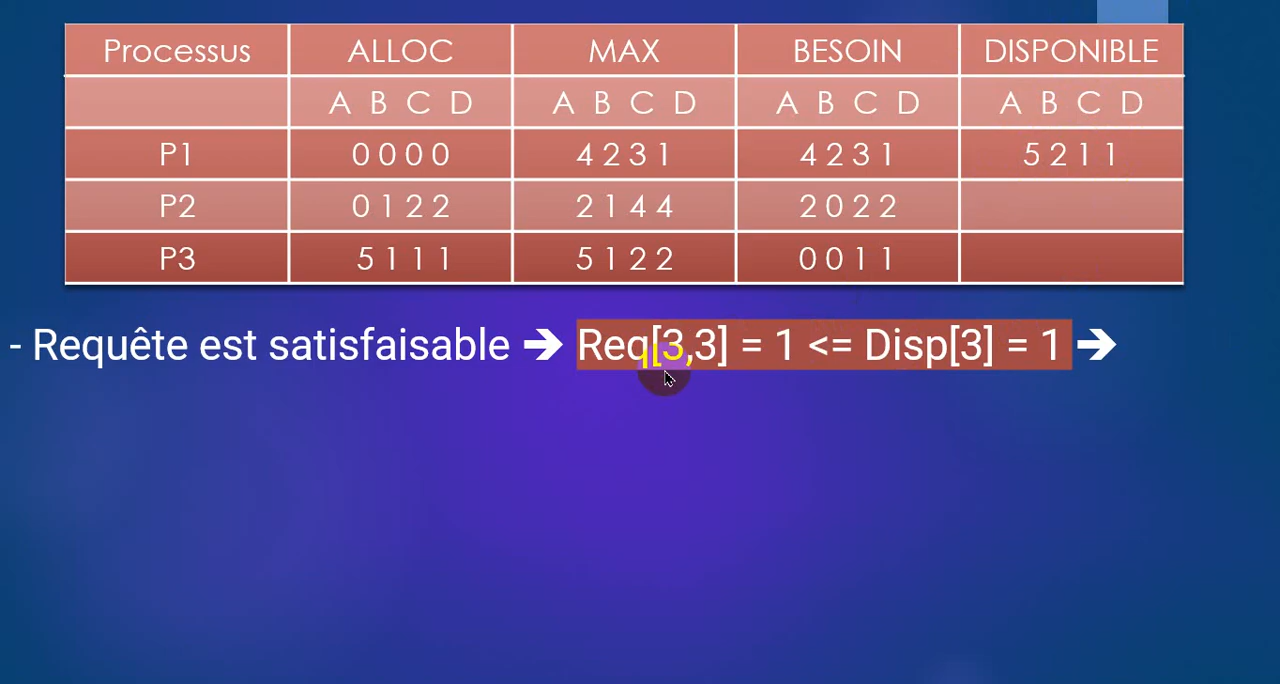 Processus ALLOC MAX BESOIN DISPONIBLE
A B C D A B C D A B C D A B C D
P1 0 0 0 0 4 2 3 1 4 2 3 1 5 2 1 1
P2 0 1 2 2 2 1 4 4 2 0 2 2
P3 5 1 1 1 5 1 2 2 0 0 1 1
- Requête est satisfaisable ➔ Req[3,3] = 1 <= Disp[3] = 1 ➔